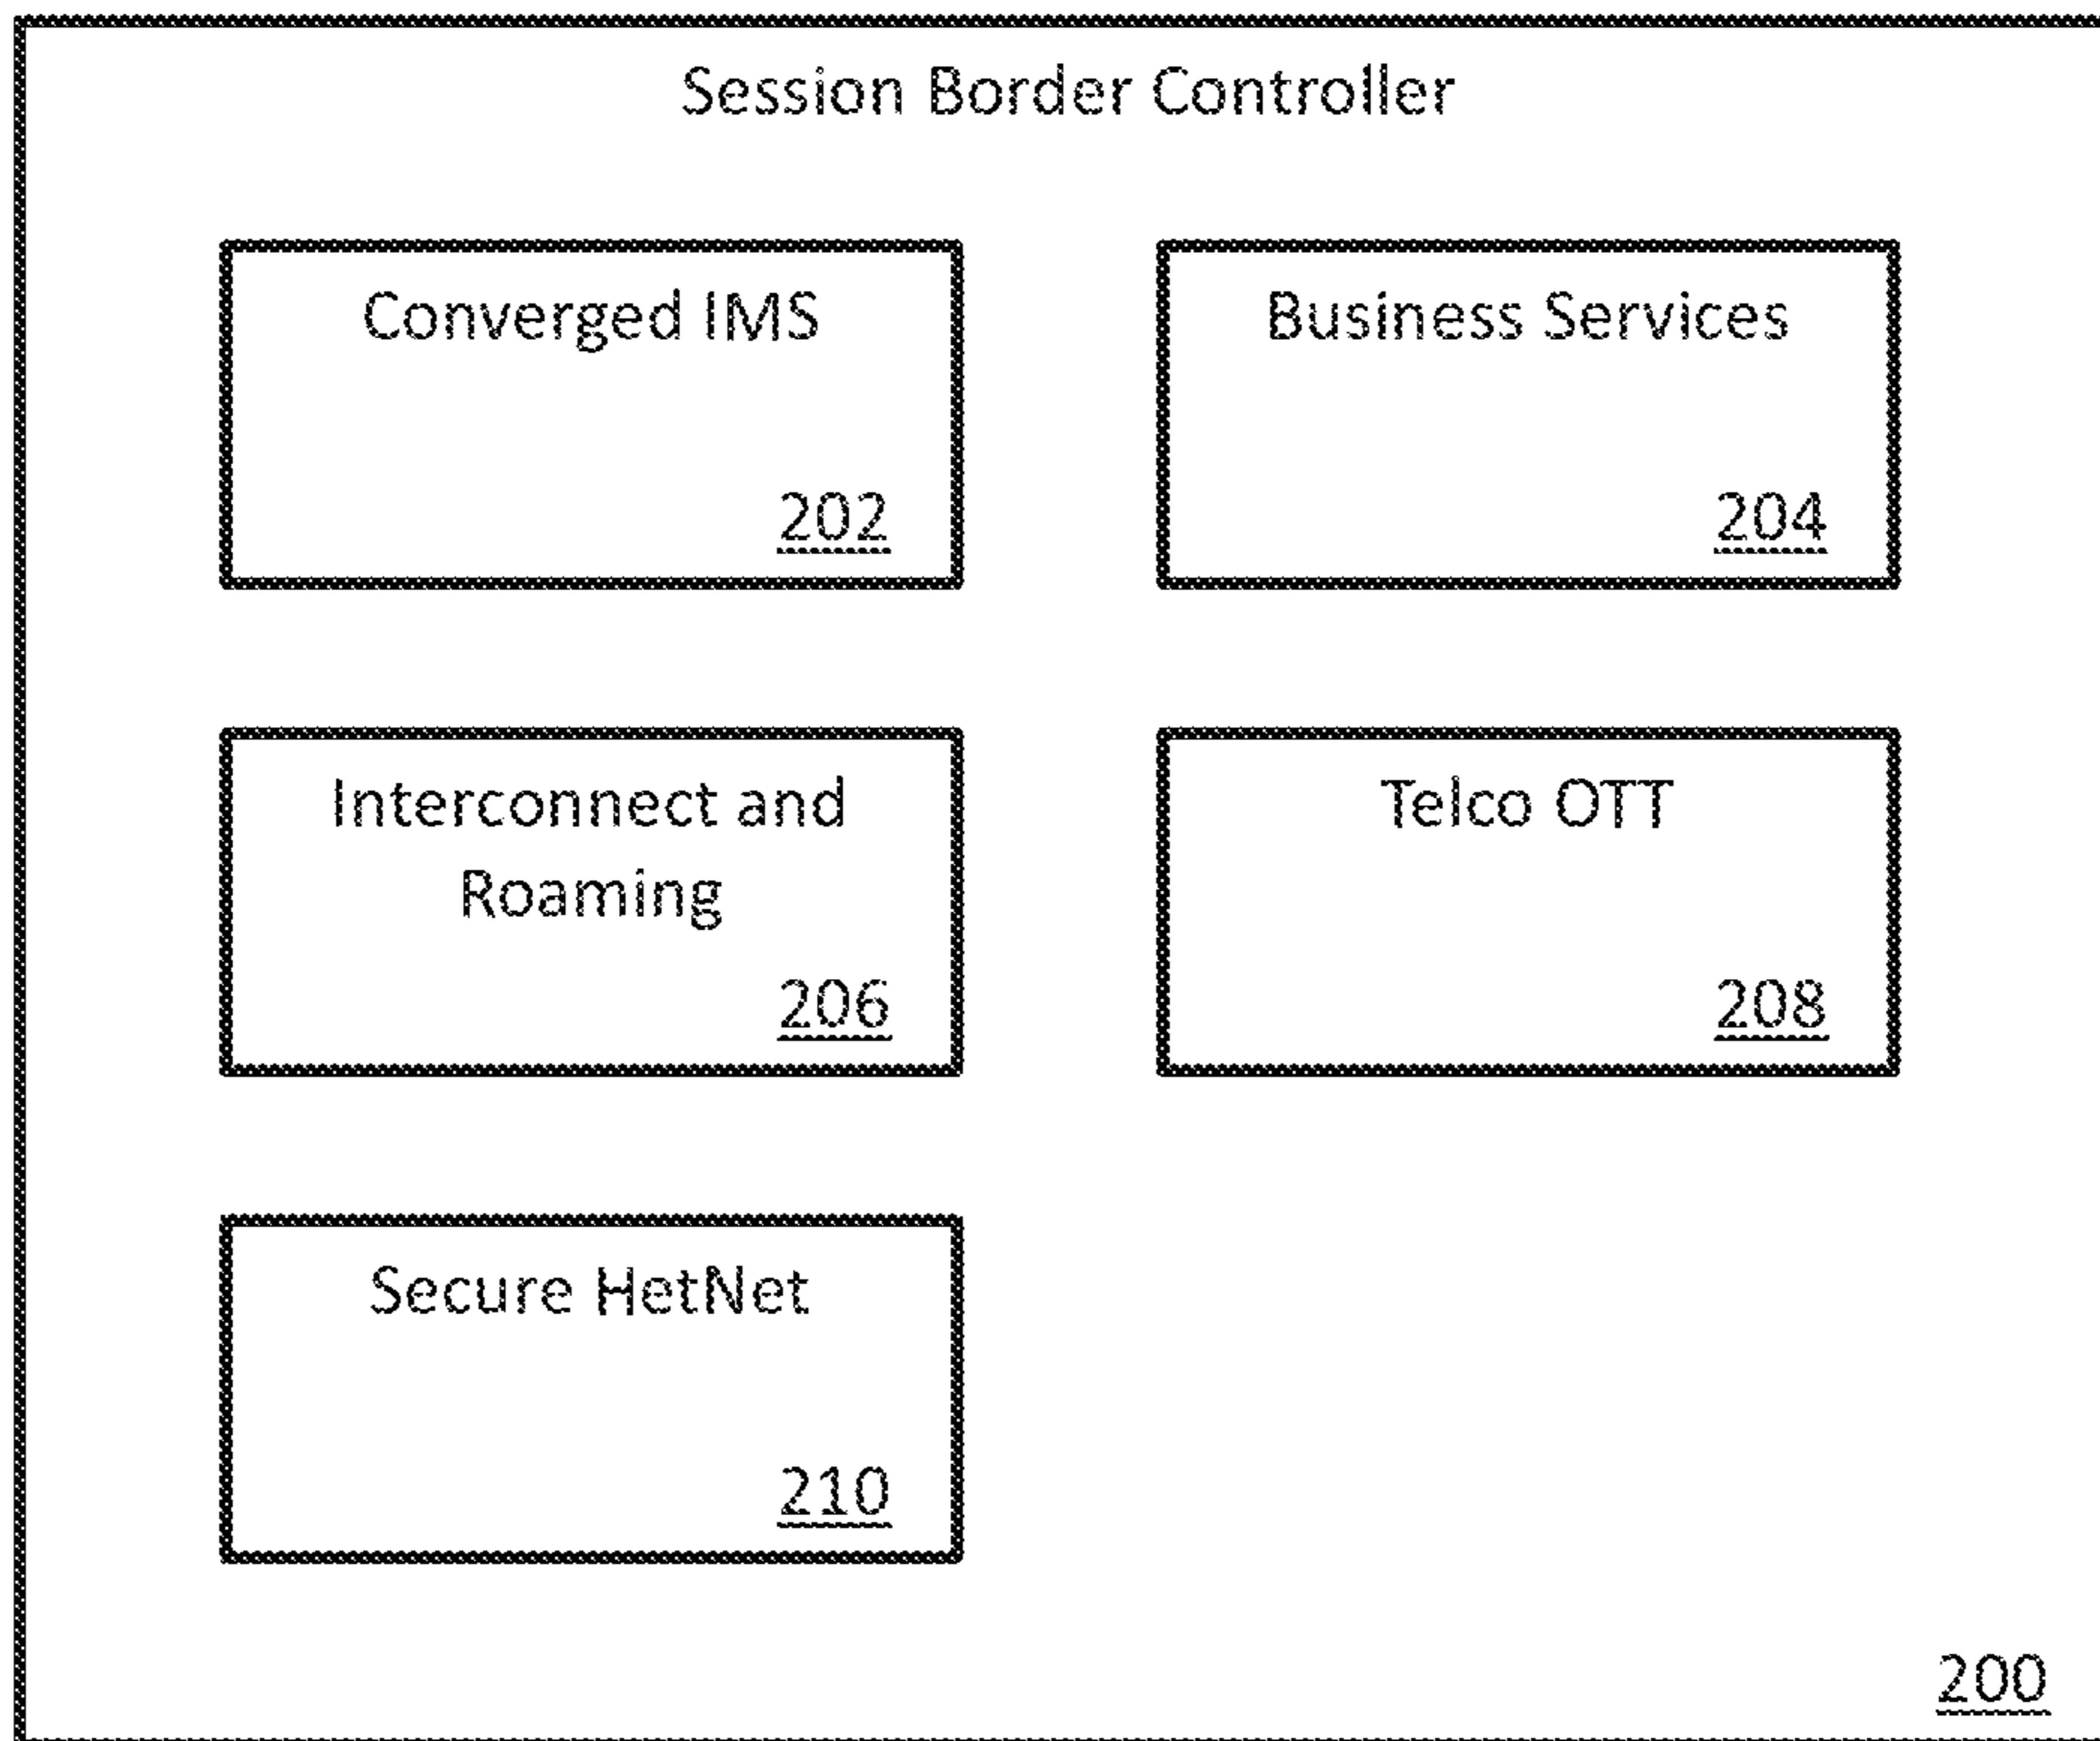 Session Border Controller
Converged IMS
202
Business Services
204
Interconnect and
Roaming
206
Telco OTT
208
Secure HetNet
210
200